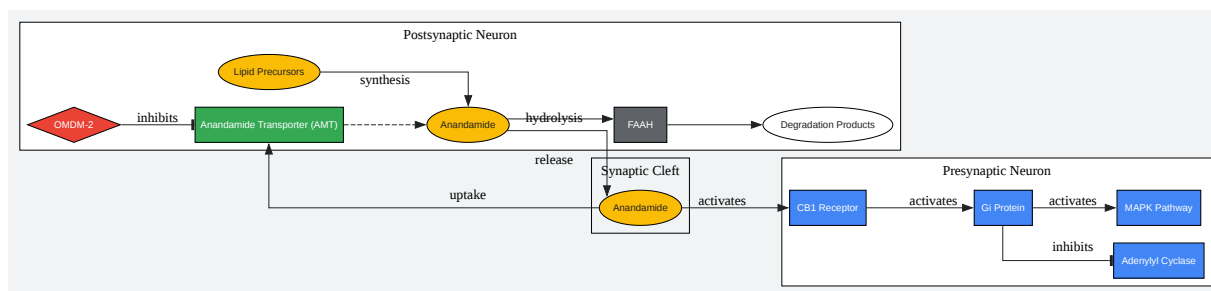 Postsynaptic Neuron
Lipid Precursors
synthesis
OMDM-2
inhibits
Anandamide Transporter (AMT)
Anandamide
hydrolysis
FAAH
Degradation Products
release
Synaptic Cleft
uptake
Anandamide
activates
Presynaptic Neuron
CB1 Receptor
activates
Gi Protein
activates
MAPK Pathway
inhibits
Adenylyl Cyclase